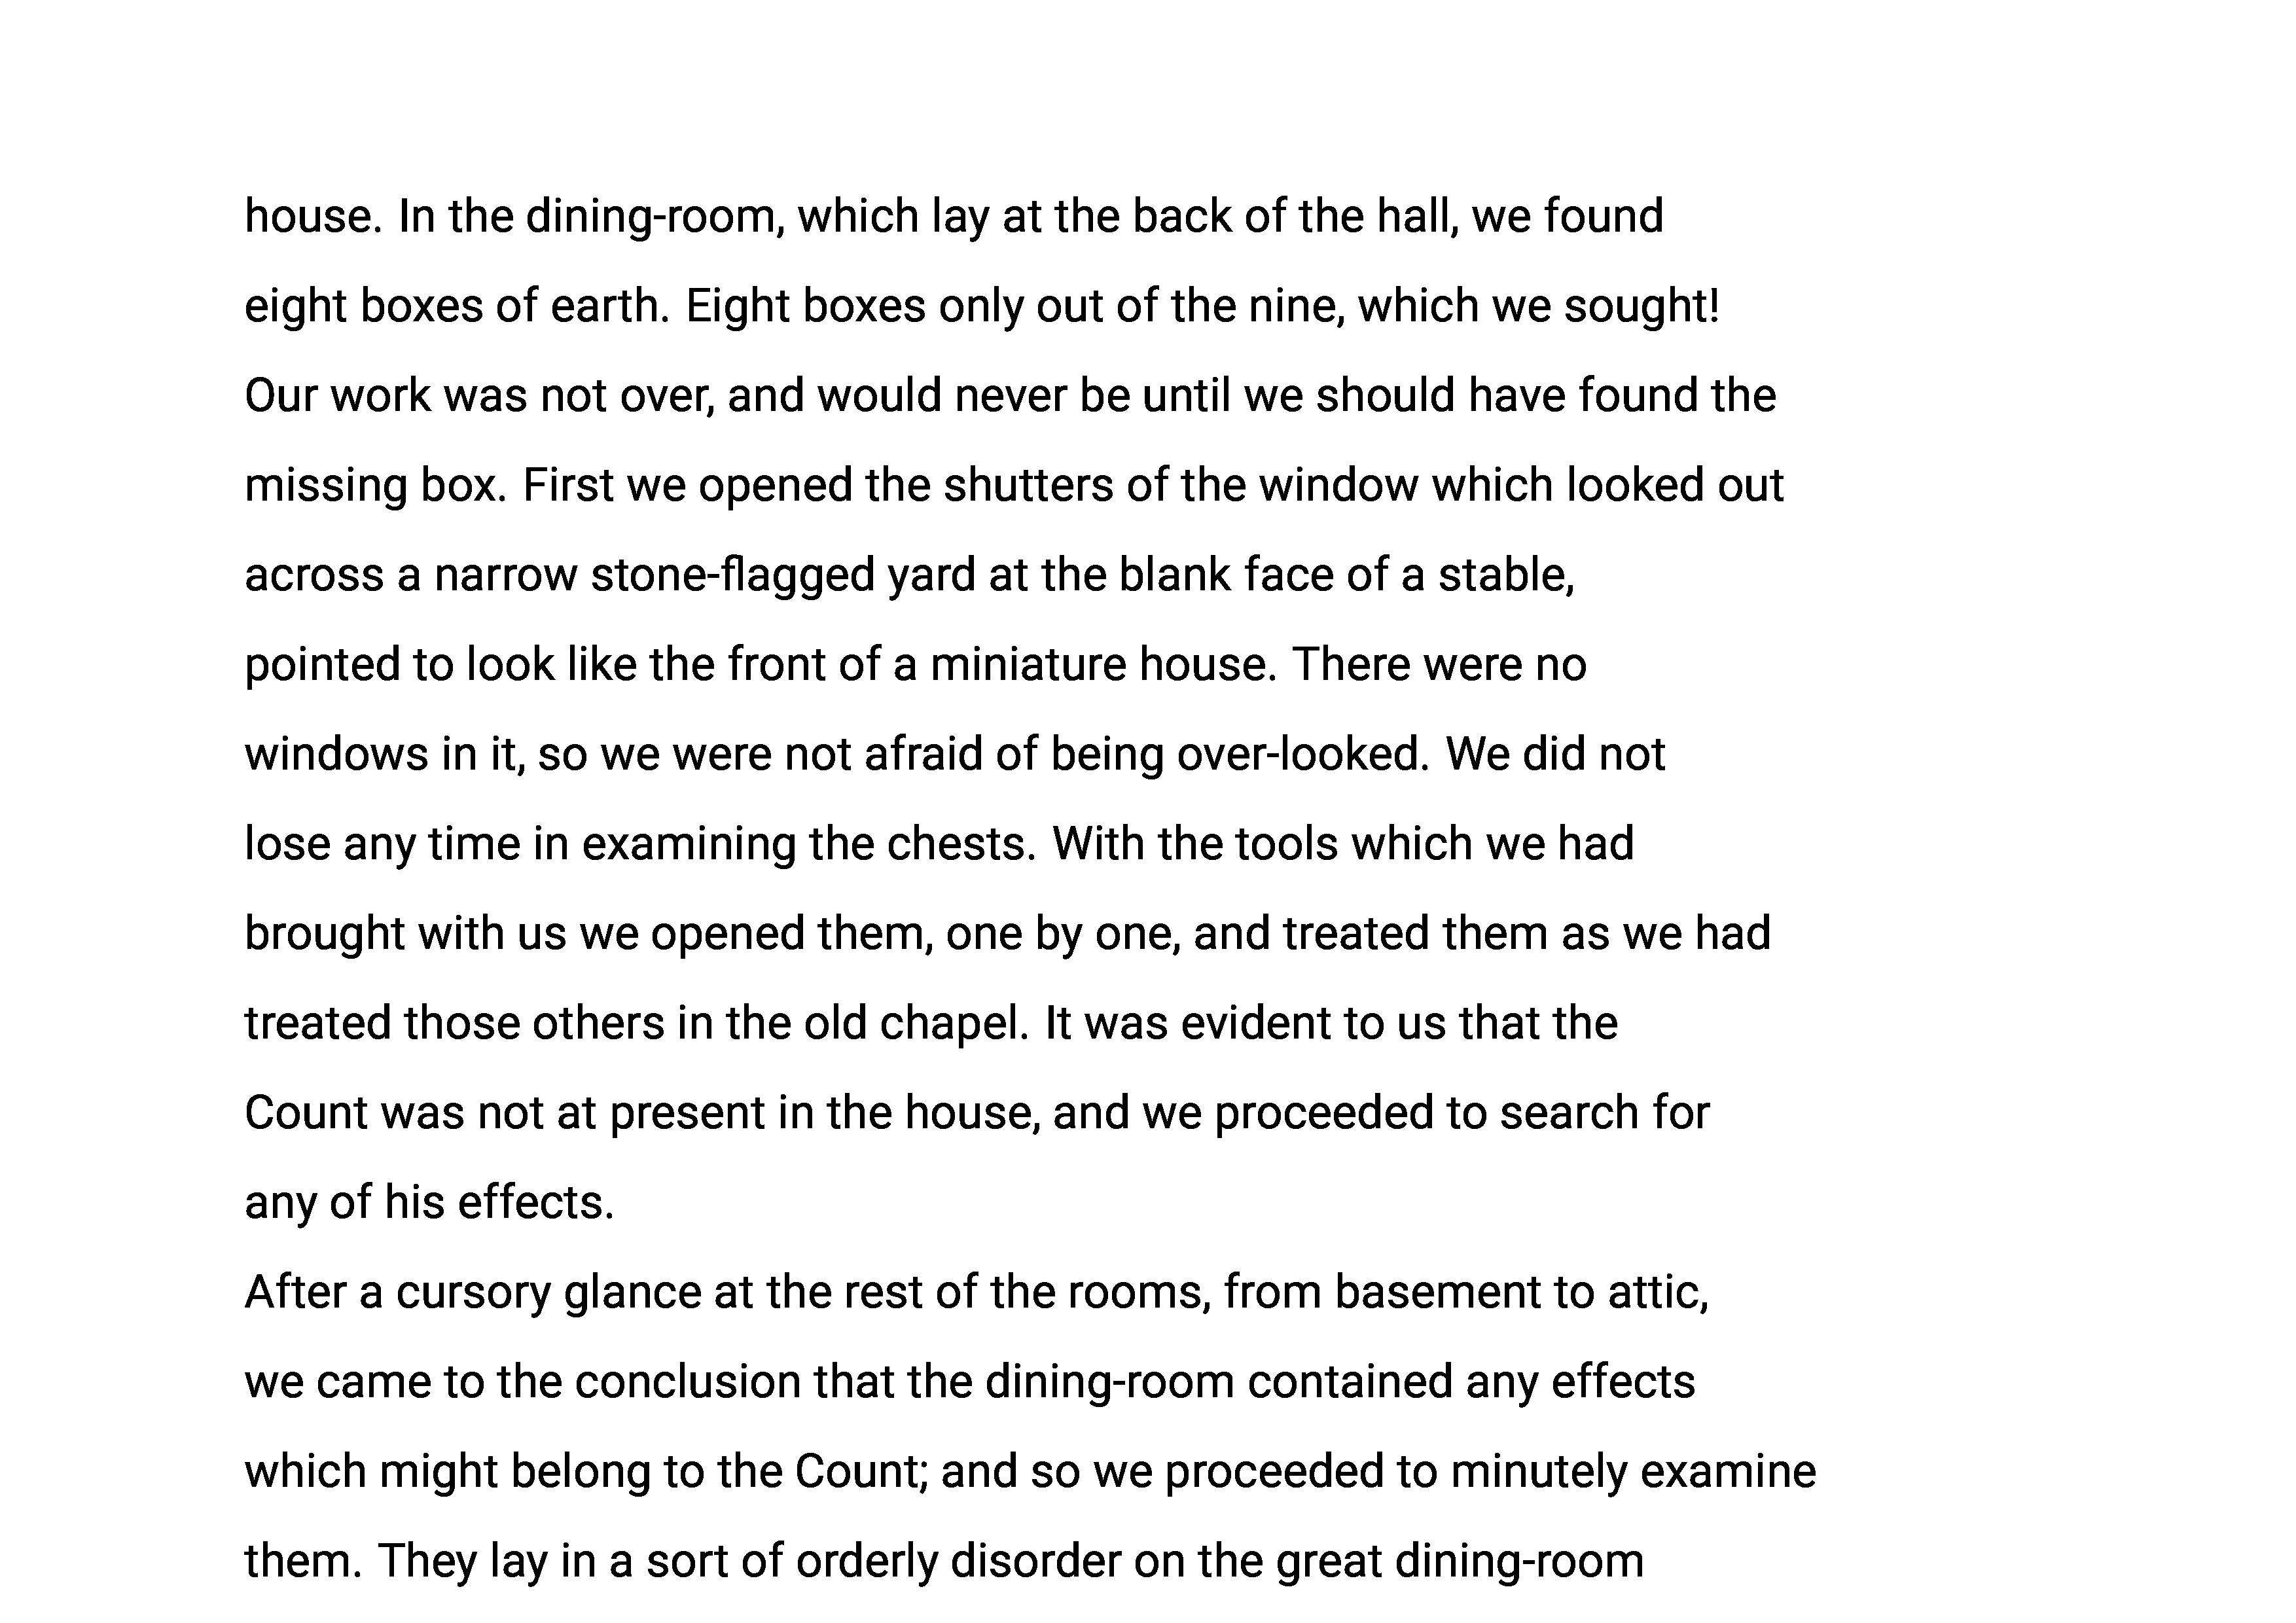 house. In the dining-room, which lay at the back of the hall, we found
eight boxes of earth. Eight boxes only out of the nine, which we sought!
Our work was not over, and would never be until we should have found the
missing box. First we opened the shutters of the window which looked out
across a narrow stone-flagged yard at the blank face of a stable,
pointed to look like the front of a miniature house. There were no
windows in it, so we were not afraid of being over-looked. We did not
lose any time in examining the chests. With the tools which we had
brought with us we opened them, one by one, and treated them as we had
treated those others in the old chapel. It was evident to us that the
Count was not at present in the house, and we proceeded to search for
any of his effects.
After a cursory glance at the rest of the rooms, from basement to attic,
we came to the conclusion that the dining-room contained any effects
which might belong to the Count; and so we proceeded to minutely examine
them. They lay in a sort of orderly disorder on the great dining-room